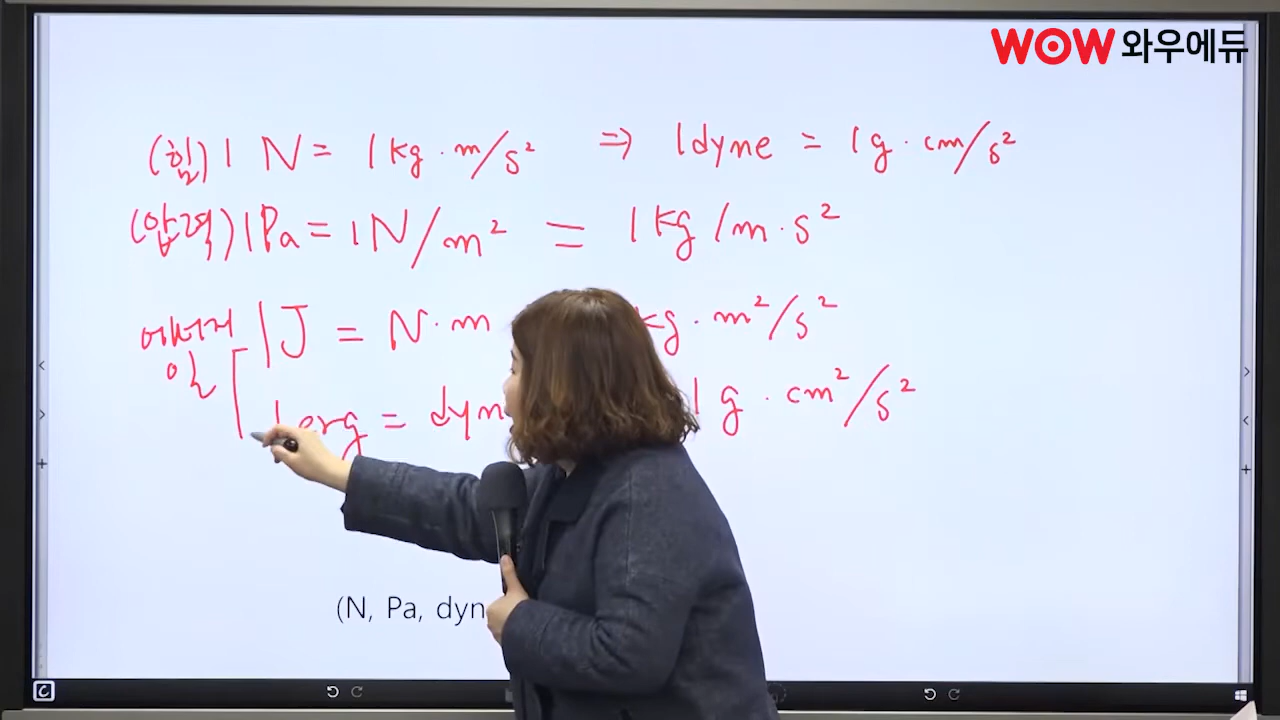 WOW 와우에듀
(힘) 1 N = 1 kg · m/s² ⇒ 1 dyne = 1 g · cm/s²
(압력) 1 Pa = 1 N/m² = 1 kg/m · s²
에너지 1 J = N · m kg · m²/s²
일 1 erg = dyn 1 g · cm²/s²
(N, Pa, dyn